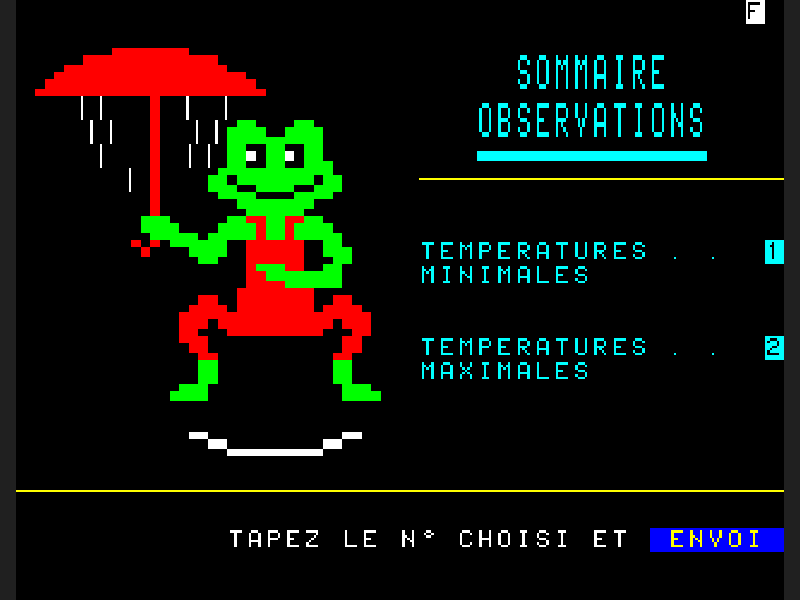 F
SOMMAIRE
OBSERVATIONS
TEMPERATURES . . 1
MINIMALES
TEMPERATURES . . 2
MAXIMALES
TAPEZ LE N° CHOISI ET ENVOI